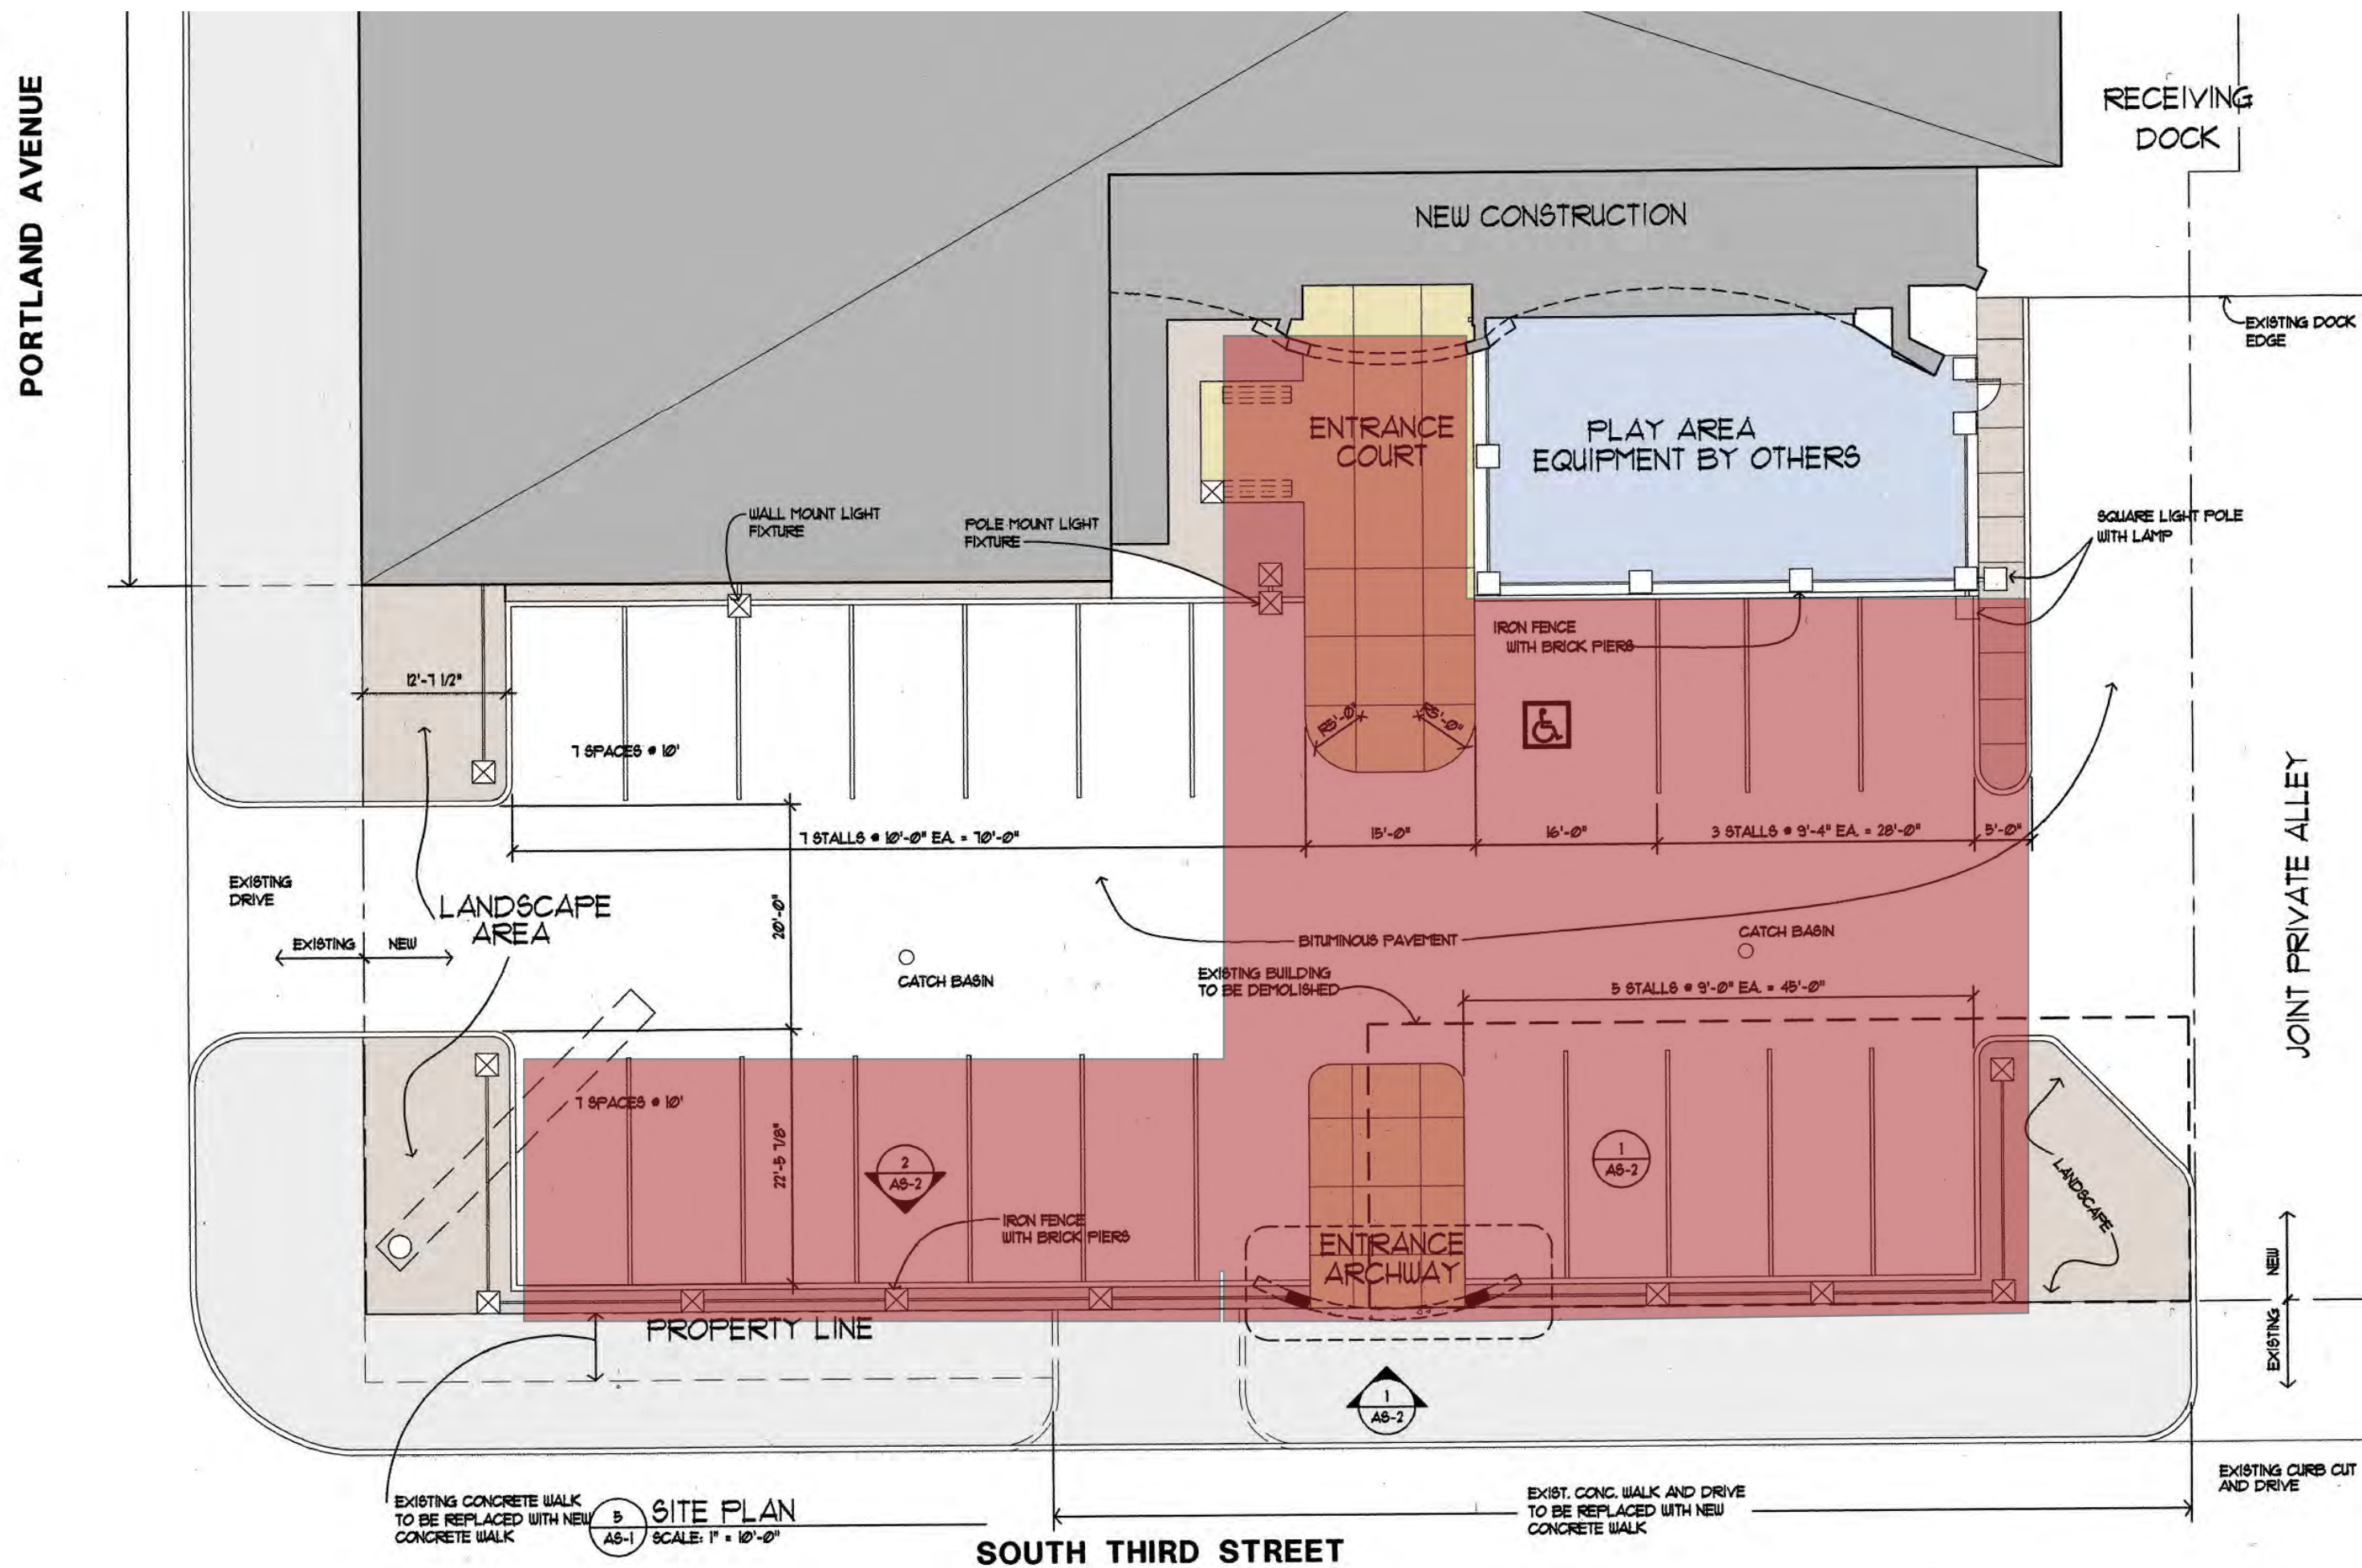 PORTLAND AVENUE
RECEIVING
DOCK
NEW CONSTRUCTION
EXISTING DOCK
EDGE
ENTRANCE
COURT
PLAY AREA
EQUIPMENT BY OTHERS
WALL MOUNT LIGHT
FIXTURE
POLE MOUNT LIGHT
FIXTURE
SQUARE LIGHT POLE
WITH LAMP
IRON FENCE
WITH BRICK PIERS
12'-7 1/2"
R5'-0"
R5'-0"
7 SPACES @ 10'
7 STALLS @ 10'-0" EA. = 70'-0"
15'-0"
16'-0"
3 STALLS @ 9'-4" EA. = 28'-0"
5'-0"
JOINT PRIVATE ALLEY
EXISTING
DRIVE
LANDSCAPE
AREA
20'-0"
EXISTING
NEW
BITUMINOUS PAVEMENT
CATCH BASIN
CATCH BASIN
EXISTING BUILDING
TO BE DEMOLISHED
5 STALLS @ 9'-0" EA. = 45'-0"
7 SPACES @ 10'
22'-5 7/8"
2
AS-2
1
AS-2
LANDSCAPE
IRON FENCE
WITH BRICK PIERS
ENTRANCE
ARCHWAY
NEW
EXISTING
PROPERTY LINE
1
AS-2
EXISTING CONCRETE WALK
TO BE REPLACED WITH NEW
CONCRETE WALK
5
AS-1
SITE PLAN
SCALE: 1" = 10'-0"
EXIST. CONC. WALK AND DRIVE
TO BE REPLACED WITH NEW
CONCRETE WALK
EXISTING CURB CUT
AND DRIVE
SOUTH THIRD STREET